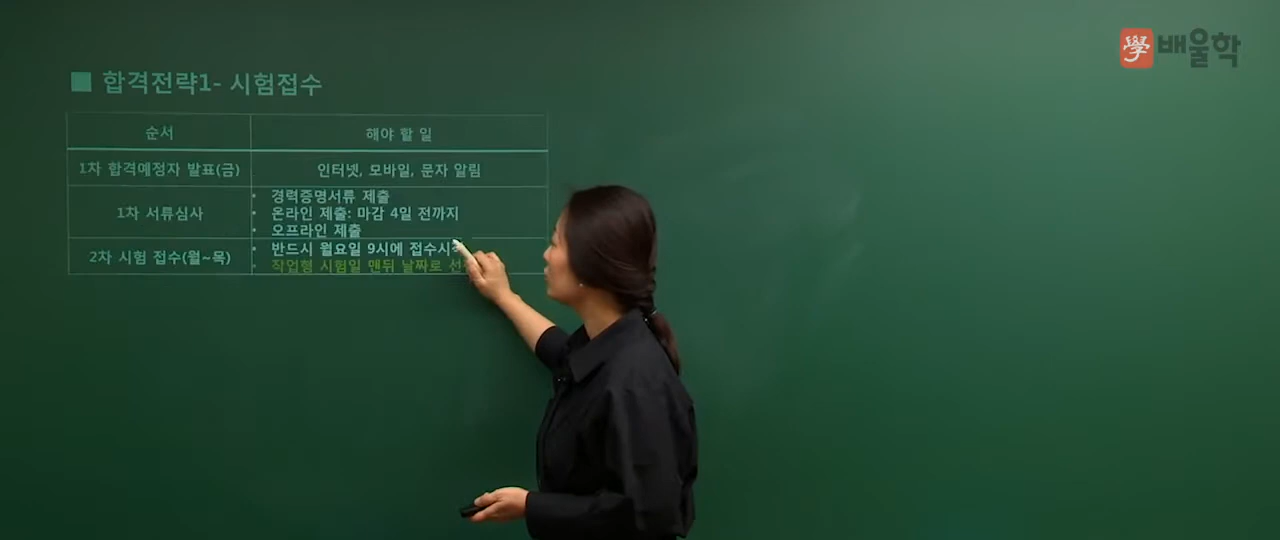 學 배울학
■ 합격전략1- 시험접수
순서 해야 할 일
1차 합격예정자 발표(금) 인터넷, 모바일, 문자 알림
1차 서류심사
• 경력증명서류 제출
• 온라인 제출: 마감 4일 전까지
• 오프라인 제출
2차 시험 접수(월~목)
• 반드시 월요일 9시에 접수시
• 작업형 시험일 맨뒤 날짜로